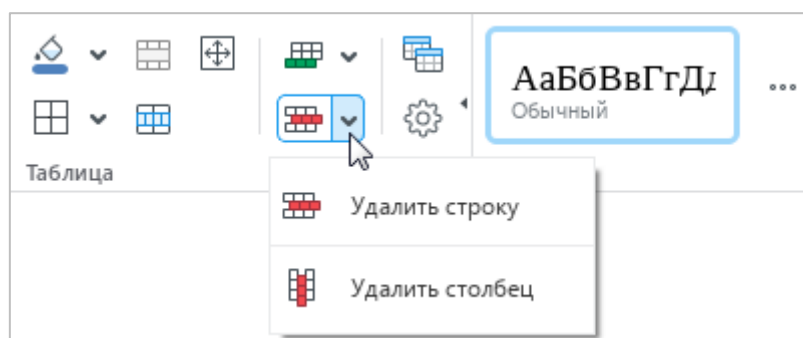 АаБбВвГгДд
Обычный
Таблица
Удалить строку
Удалить столбец